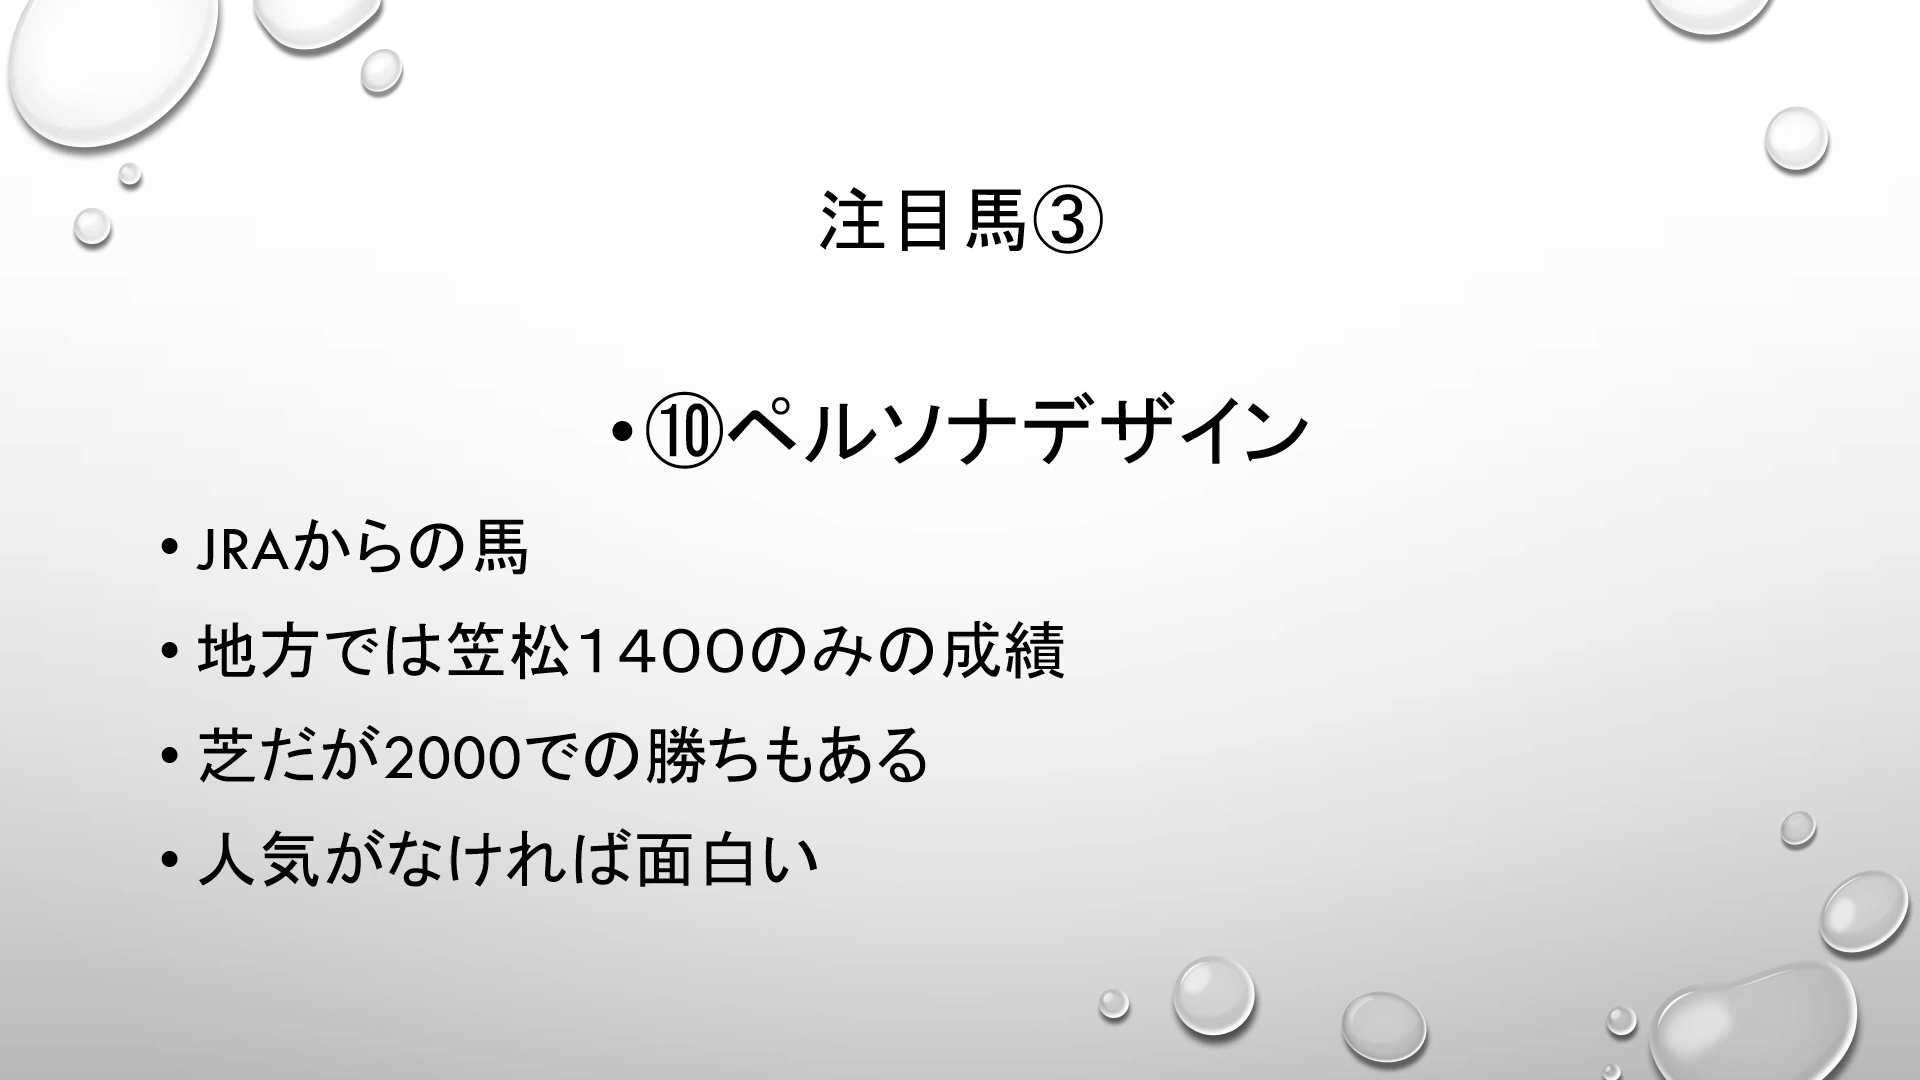 注目馬③
•⑩ペルソナデザイン
• JRAからの馬
• 地方では笠松１４００のみの成績
• 芝だが2000での勝ちもある
• 人気がなければ面白い